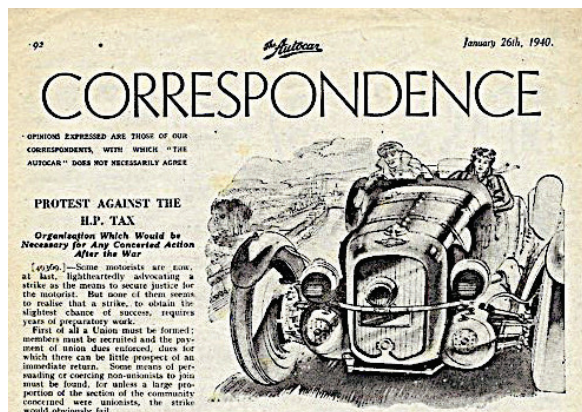 92
The Autocar
January 26th, 1940.
CORRESPONDENCE
OPINIONS EXPRESSED ARE THOSE OF OUR
CORRESPONDENTS, WITH WHICH "THE
AUTOCAR" DOES NOT NECESSARILY AGREE
PROTEST AGAINST THE
H.P. TAX
Organisation Which Would be
Necessary for Any Concerted Action
After the War
[49369.]—Some motorists are now,
at last, lightheartedly advocating a
strike as the means to secure justice for
the motorist. But none of them seems
to realise that a strike, to obtain the
slightest chance of success, requires
years of preparatory work.
First of all a Union must be formed;
members must be recruited and the pay-
ment of union dues enforced, dues for
which there can be little prospect of an
immediate return. Some means of per-
suading or coercing non-unionists to join
must be found, for unless a large pro-
portion of the section of the community
concerned were unionists, the strike
would obviously fail.